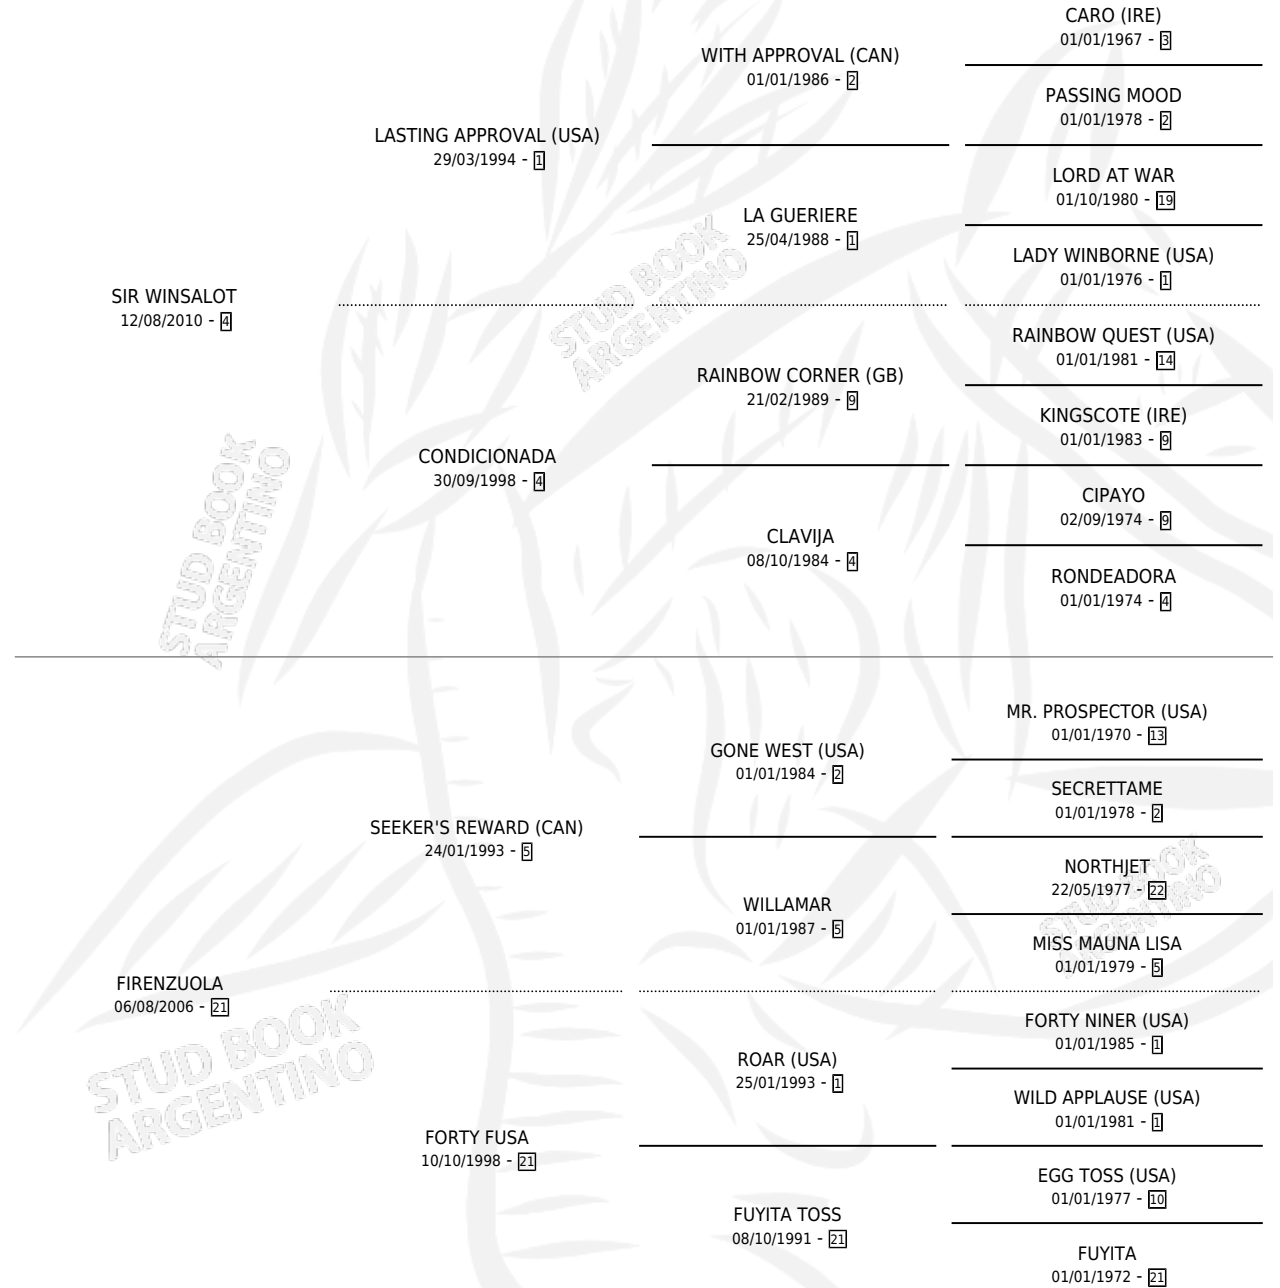 CARO (IRE)
01/01/1967 - 3
WITH APPROVAL (CAN)
01/01/1986 - 2
PASSING MOOD
01/01/1978 - 2
LASTING APPROVAL (USA)
29/03/1994 - 1
LORD AT WAR
01/10/1980 - 19
LA GUERIERE
25/04/1988 - 1
LADY WINBORNE (USA)
01/01/1976 - 1
SIR WINSALOT
12/08/2010 - 4
RAINBOW QUEST (USA)
01/01/1981 - 14
RAINBOW CORNER (GB)
21/02/1989 - 9
KINGSCOTE (IRE)
01/01/1983 - 9
CONDICIONADA
30/09/1998 - 4
CIPAYO
02/09/1974 - 9
CLAVIJA
08/10/1984 - 4
RONDEADORA
01/01/1974 - 4
STUD BOOK
ARGENTINO
STUD BOOK
ARGENTINO
MR. PROSPECTOR (USA)
01/01/1970 - 13
GONE WEST (USA)
01/01/1984 - 2
SECRETTAME
01/01/1978 - 2
SEEKER'S REWARD (CAN)
24/01/1993 - 5
NORTHJET
22/05/1977 - 22
WILLAMAR
01/01/1987 - 5
MISS MAUNA LISA
01/01/1979 - 5
FIRENZUOLA
06/08/2006 - 21
FORTY NINER (USA)
01/01/1985 - 1
ROAR (USA)
25/01/1993 - 1
WILD APPLAUSE (USA)
01/01/1981 - 1
FORTY FUSA
10/10/1998 - 21
EGG TOSS (USA)
01/01/1977 - 10
FUYITA TOSS
08/10/1991 - 21
FUYITA
01/01/1972 - 21
STUD BOOK
ARGENTINO
STUD BOOK
ARGENTINO